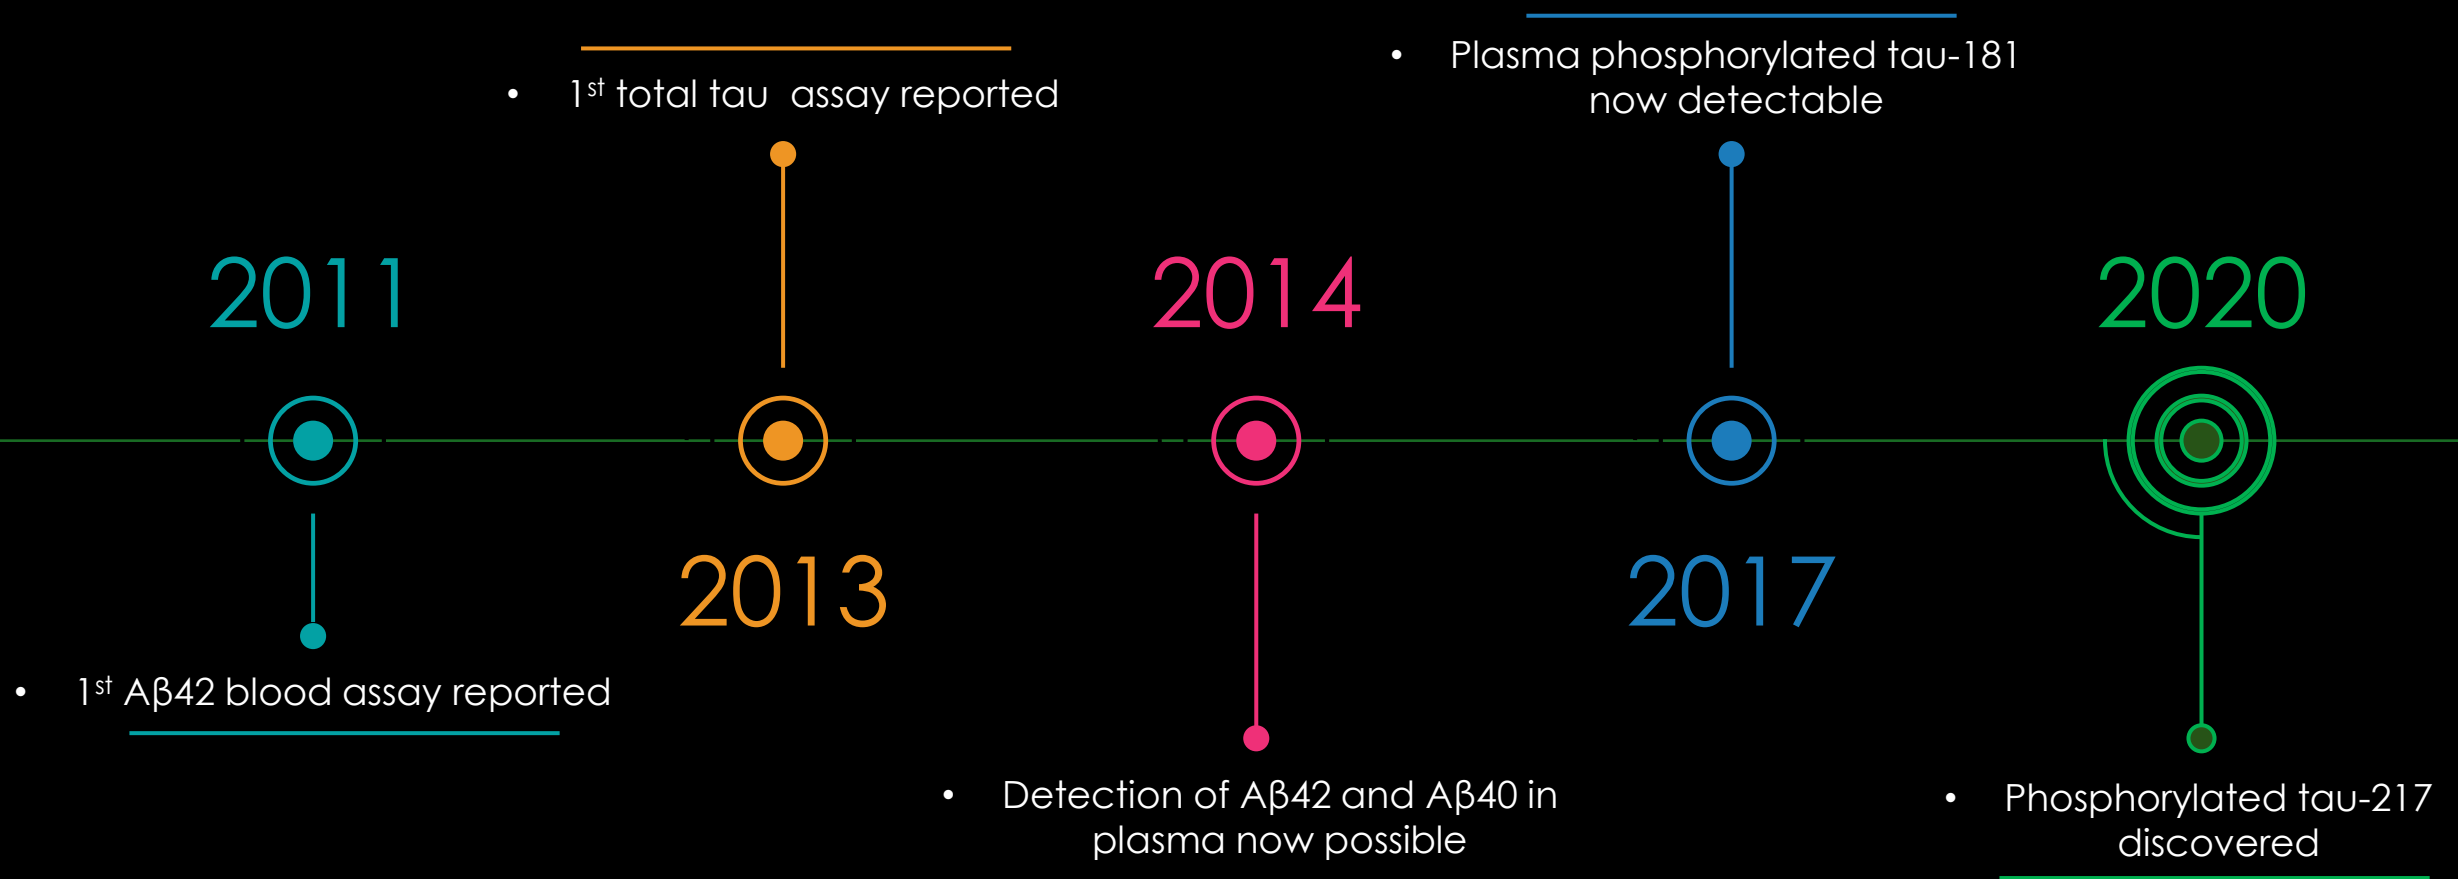 • 1st total tau  assay reported
• Plasma phosphorylated tau-181
now detectable
2011
2014
2020
2013
2017
• 1st Aβ42 blood assay reported
• Detection of Aβ42 and Aβ40 in
plasma now possible
• Phosphorylated tau-217
discovered